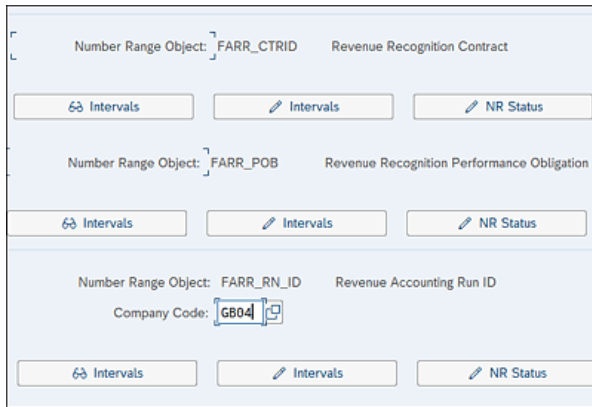 Number Range Object: FARR_CTRID Revenue Recognition Contract
Intervals Intervals NR Status
Number Range Object: FARR_POB Revenue Recognition Performance Obligation
Intervals Intervals NR Status
Number Range Object: FARR_RN_ID Revenue Accounting Run ID
Company Code: GB04
Intervals Intervals NR Status